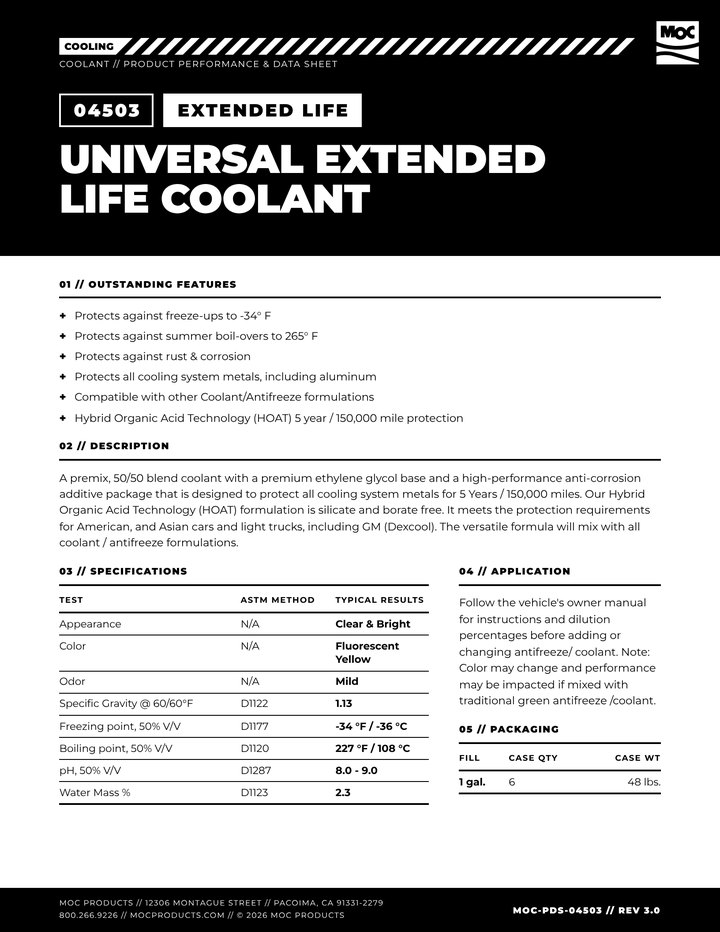 COOLING
MOC
COOLANT // PRODUCT PERFORMANCE & DATA SHEET
04503 EXTENDED LIFE
UNIVERSAL EXTENDED
LIFE COOLANT
01 // OUTSTANDING FEATURES
+ Protects against freeze-ups to -34° F
+ Protects against summer boil-overs to 265° F
+ Protects against rust & corrosion
+ Protects all cooling system metals, including aluminum
+ Compatible with other Coolant/Antifreeze formulations
+ Hybrid Organic Acid Technology (HOAT) 5 year / 150,000 mile protection
02 // DESCRIPTION
A premix, 50/50 blend coolant with a premium ethylene glycol base and a high-performance anti-corrosion
additive package that is designed to protect all cooling system metals for 5 Years / 150,000 miles. Our Hybrid
Organic Acid Technology (HOAT) formulation is silicate and borate free. It meets the protection requirements
for American, and Asian cars and light trucks, including GM (Dexcool). The versatile formula will mix with all
coolant / antifreeze formulations.
03 // SPECIFICATIONS
TEST ASTM METHOD TYPICAL RESULTS
Appearance N/A Clear & Bright
Color N/A Fluorescent
Yellow
Odor N/A Mild
Specific Gravity @ 60/60°F D1122 1.13
Freezing point, 50% V/V D1177 -34 °F / -36 °C
Boiling point, 50% V/V D1120 227 °F / 108 °C
pH, 50% V/V D1287 8.0 - 9.0
Water Mass % D1123 2.3
04 // APPLICATION
Follow the vehicle's owner manual
for instructions and dilution
percentages before adding or
changing antifreeze/ coolant. Note:
Color may change and performance
may be impacted if mixed with
traditional green antifreeze /coolant.
05 // PACKAGING
FILL CASE QTY CASE WT
1 gal. 6 48 lbs.
MOC PRODUCTS // 12306 MONTAGUE STREET // PACOIMA, CA 91331-2279
800.266.9226 // MOCPRODUCTS.COM // © 2026 MOC PRODUCTS
MOC-PDS-04503 // REV 3.0